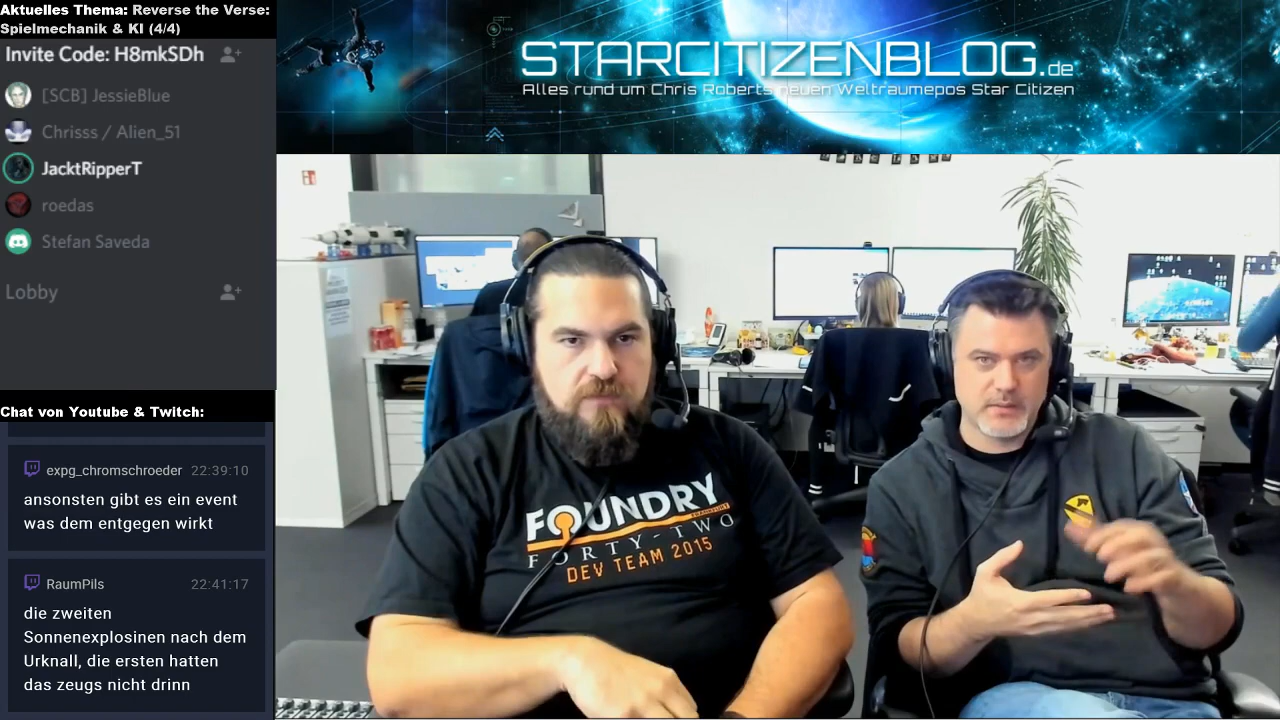 Aktuelles Thema: Reverse the Verse:
Spielmechanik & KI (4/4)
Invite Code: H8mkSDh
[SCB] JessieBlue
Chrisss / Alien_51
JacktRipperT
roedas
Stefan Saveda
Lobby
Chat von Youtube & Twitch:
expg_chromschroeder 22:39:10
ansonsten gibt es ein event
was dem entgegen wirkt
RaumPils 22:41:17
die zweiten
Sonnenexplosinen nach dem
Urknall, die ersten hatten
das zeugs nicht drinn
STARCITIZENBLOG.de
Alles rund um Chris Roberts neuen Weltraumepos Star Citizen
FOUNDRY
FRANKFURT
FORTY-TWO
DEV TEAM 2015